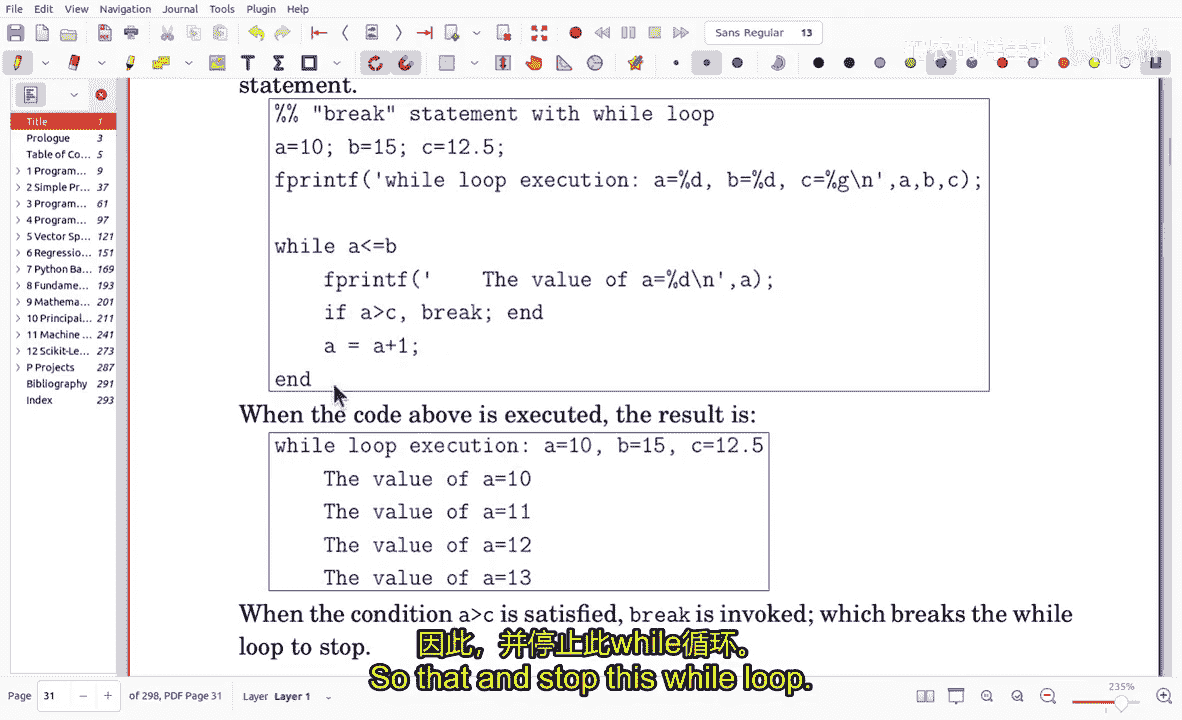 File Edit View Navigation Journal Tools Plugin Help
Sans Regular 13
Title 1
Prologue 3
Table of Co... 5
1 Program... 9
2 Simple Pr... 37
3 Program... 61
4 Program... 97
5 Vector Sp... 121
6 Regressio... 151
7 Python Ba... 169
8 Fundame... 193
9 Mathema... 201
10 Principal... 211
11 Machine ... 241
12 Scikit-Le... 273
P Projects 287
Bibliography 291
Index 293
statement.
%% "break" statement with while loop
a=10; b=15; c=12.5;
fprintf('while loop execution: a=%d, b=%d, c=%g\n',a,b,c);
while a<=b
fprintf('    The value of a=%d\n',a);
if a>c, break; end
a = a+1;
end
When the code above is executed, the result is:
while loop execution: a=10, b=15, c=12.5
The value of a=10
The value of a=11
The value of a=12
The value of a=13
When the condition a>c is satisfied, break is invoked; which breaks the while
loop to stop.
因此，并停止此while循环。
So that and stop this while loop.
Page 31 − + of 298, PDF Page 31 Layer Layer 1 235%